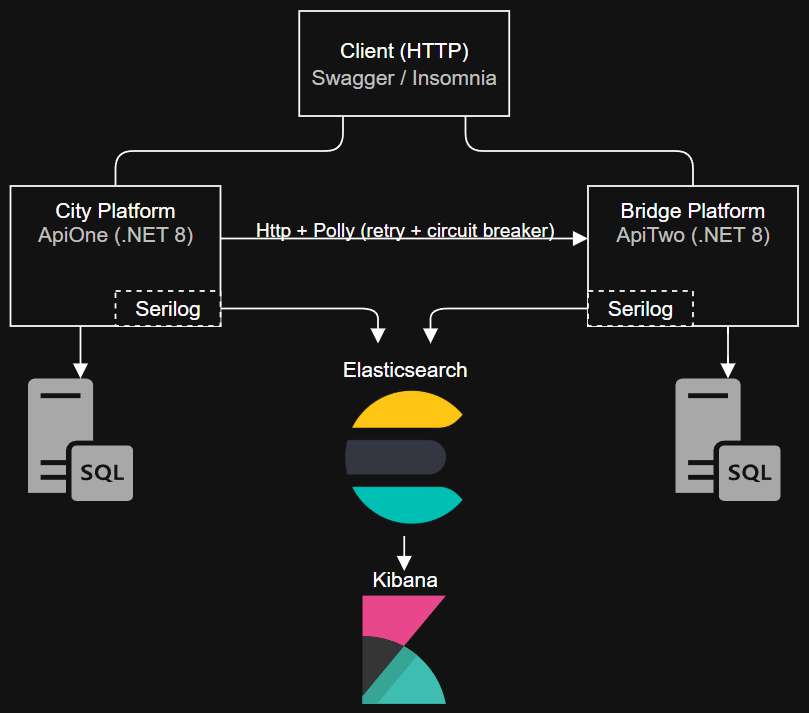 Client (HTTP)
Swagger / Insomnia
City Platform
ApiOne (.NET 8)
Http + Polly (retry + circuit breaker)
Bridge Platform
ApiTwo (.NET 8)
Serilog
Serilog
Elasticsearch
SQL
SQL
Kibana